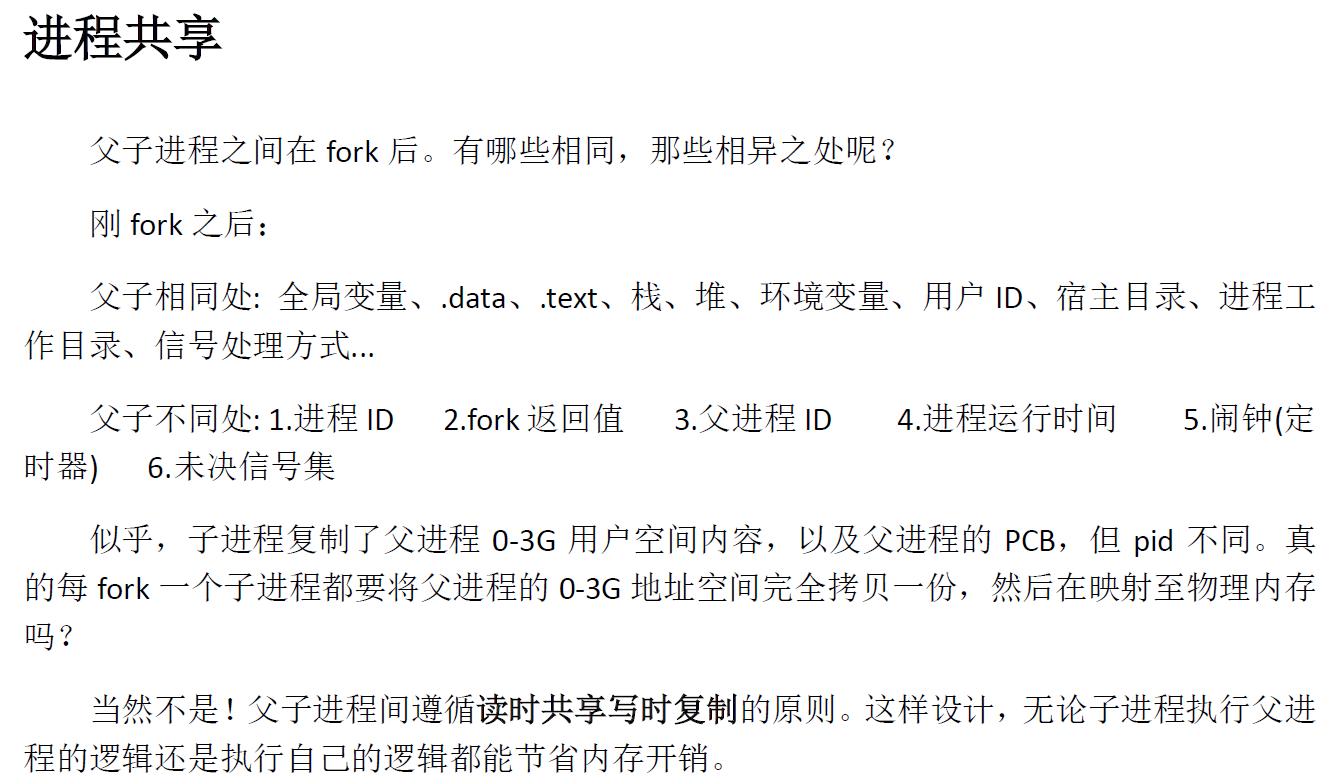 进程共享
父子进程之间在 fork 后。有哪些相同，那些相异之处呢？
刚 fork 之后：
父子相同处: 全局变量、.data、.text、栈、堆、环境变量、用户 ID、宿主目录、进程工
作目录、信号处理方式...
父子不同处: 1.进程 ID 2.fork 返回值 3.父进程 ID 4.进程运行时间 5.闹钟(定
时器) 6.未决信号集
似乎，子进程复制了父进程 0-3G 用户空间内容，以及父进程的 PCB，但 pid 不同。真
的每 fork 一个子进程都要将父进程的 0-3G 地址空间完全拷贝一份，然后在映射至物理内存
吗？
当然不是！父子进程间遵循读时共享写时复制的原则。这样设计，无论子进程执行父进
程的逻辑还是执行自己的逻辑都能节省内存开销。